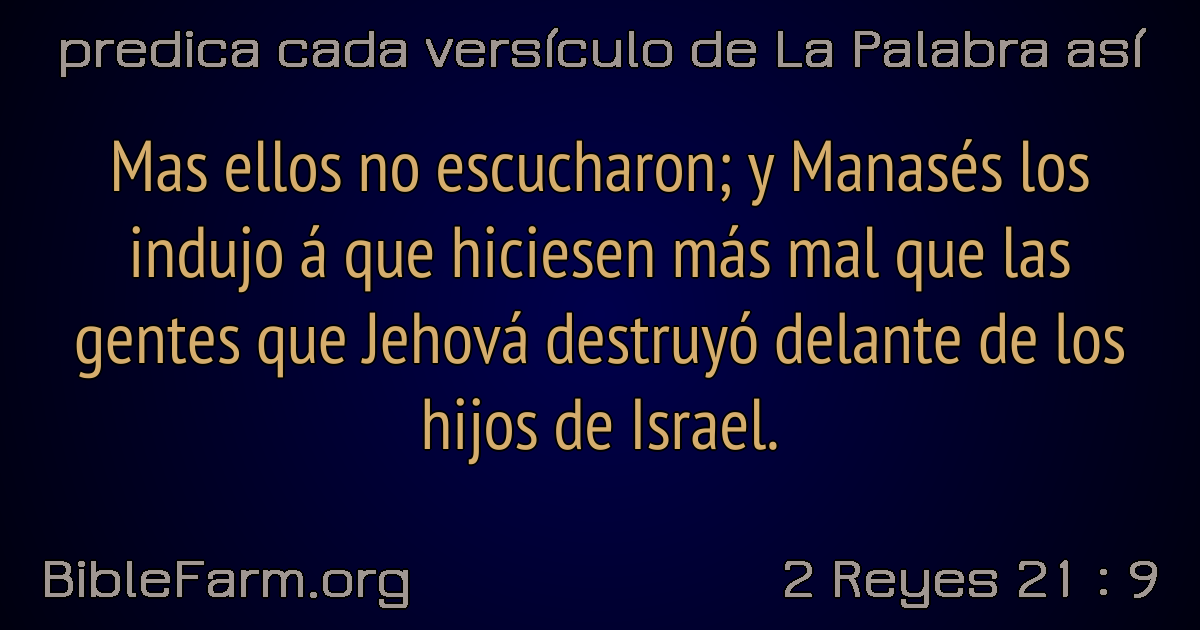 predica cada versículo de La Palabra así
Mas ellos no escucharon; y Manasés los
indujo á que hiciesen más mal que las
gentes que Jehová destruyó delante de los
hijos de Israel.
BibleFarm.org
2 Reyes 21 : 9